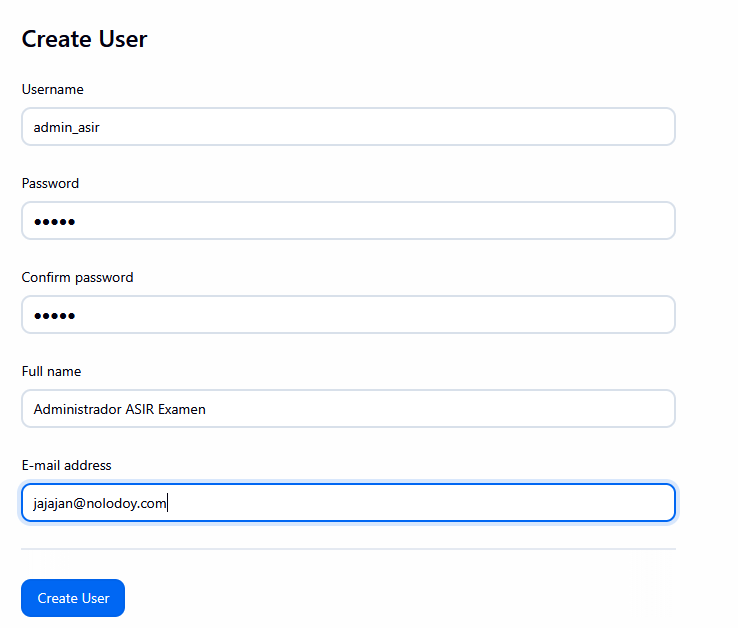 Create User
Username
admin_asir
Password
●●●●●
Confirm password
●●●●●
Full name
Administrador ASIR Examen
E-mail address
jajajan@nolodoy.com
Create User